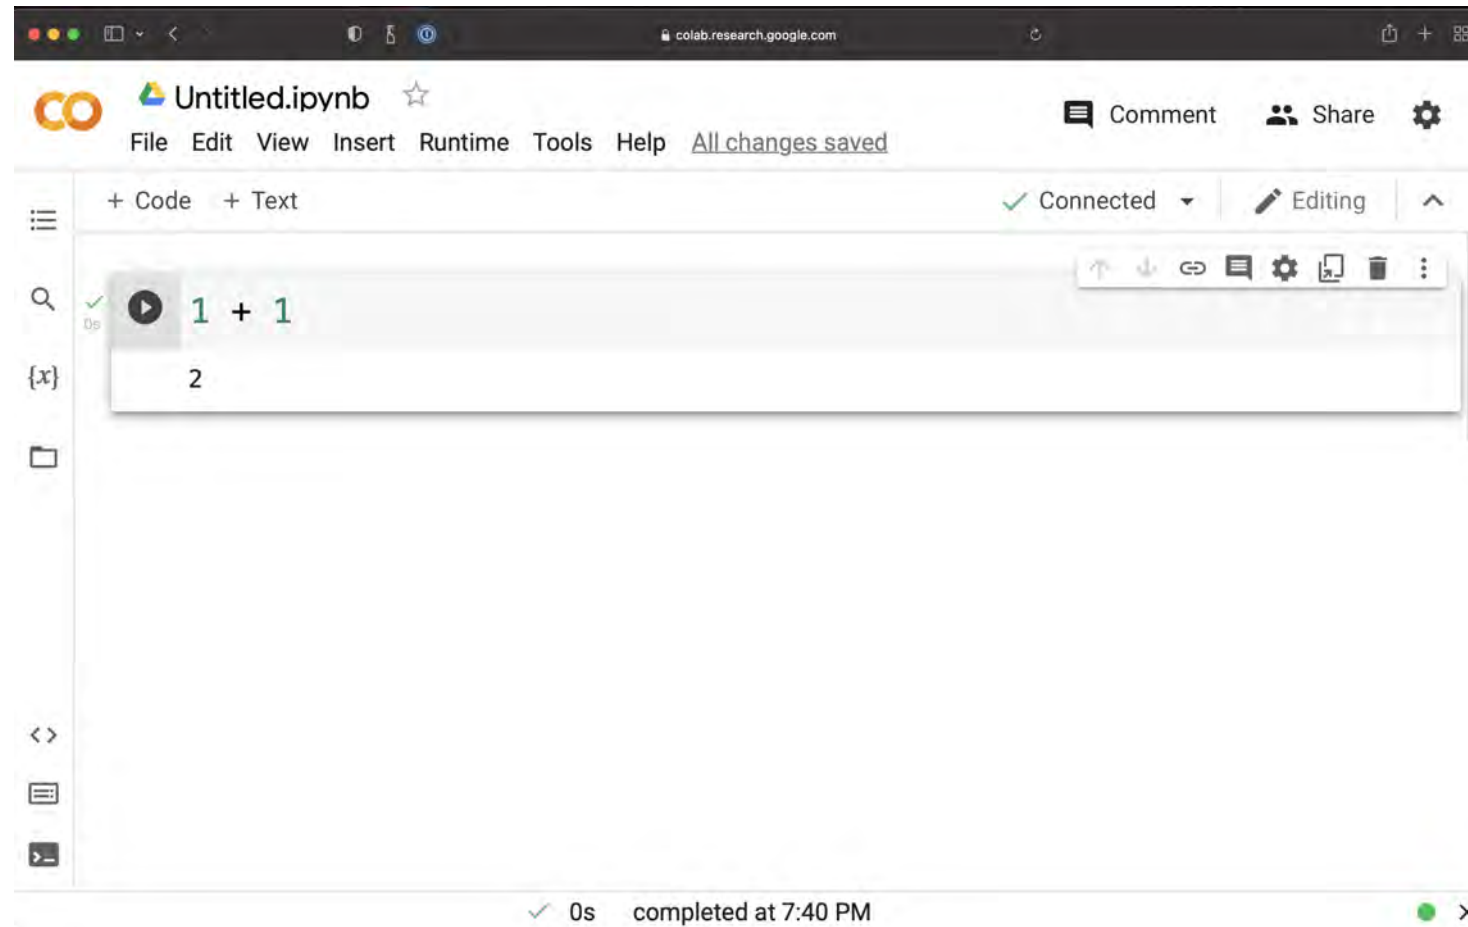 colab.research.google.com
Untitled.ipynb
Comment
Share
File Edit View Insert Runtime Tools Help All changes saved
+ Code + Text
Connected
Editing
0s
1 + 1
2
{x}
0s completed at 7:40 PM